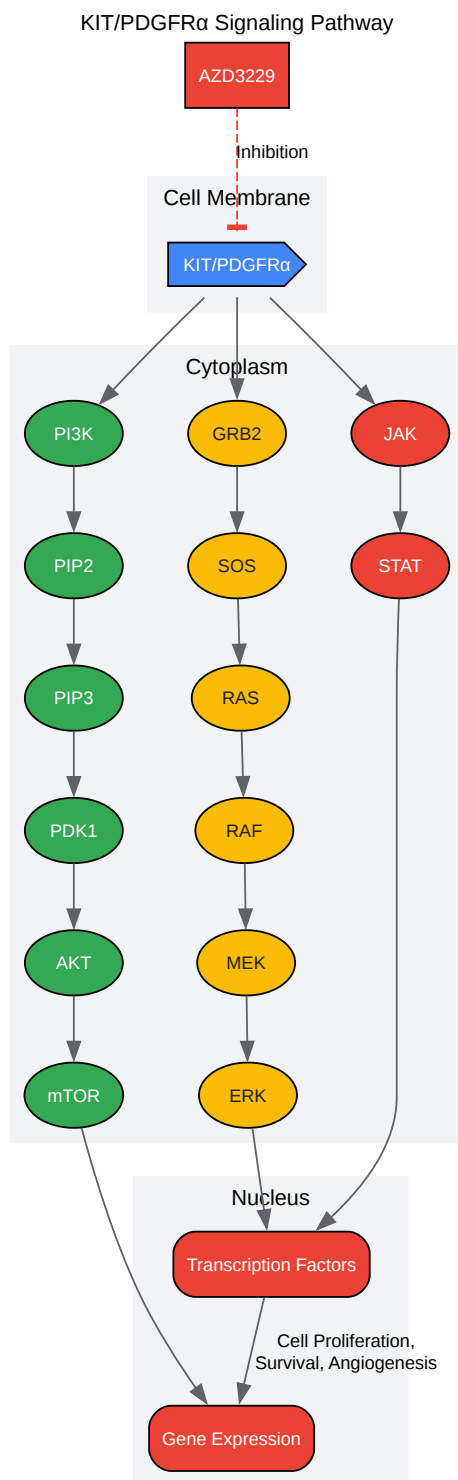 KIT/PDGFRα Signaling Pathway
AZD3229
Inhibition
Cell Membrane
KIT/PDGFRα
Cytoplasm
PI3K
GRB2
JAK
PIP2
SOS
STAT
PIP3
RAS
PDK1
RAF
AKT
MEK
mTOR
ERK
Nucleus
Transcription Factors
Cell Proliferation,
Survival, Angiogenesis
Gene Expression